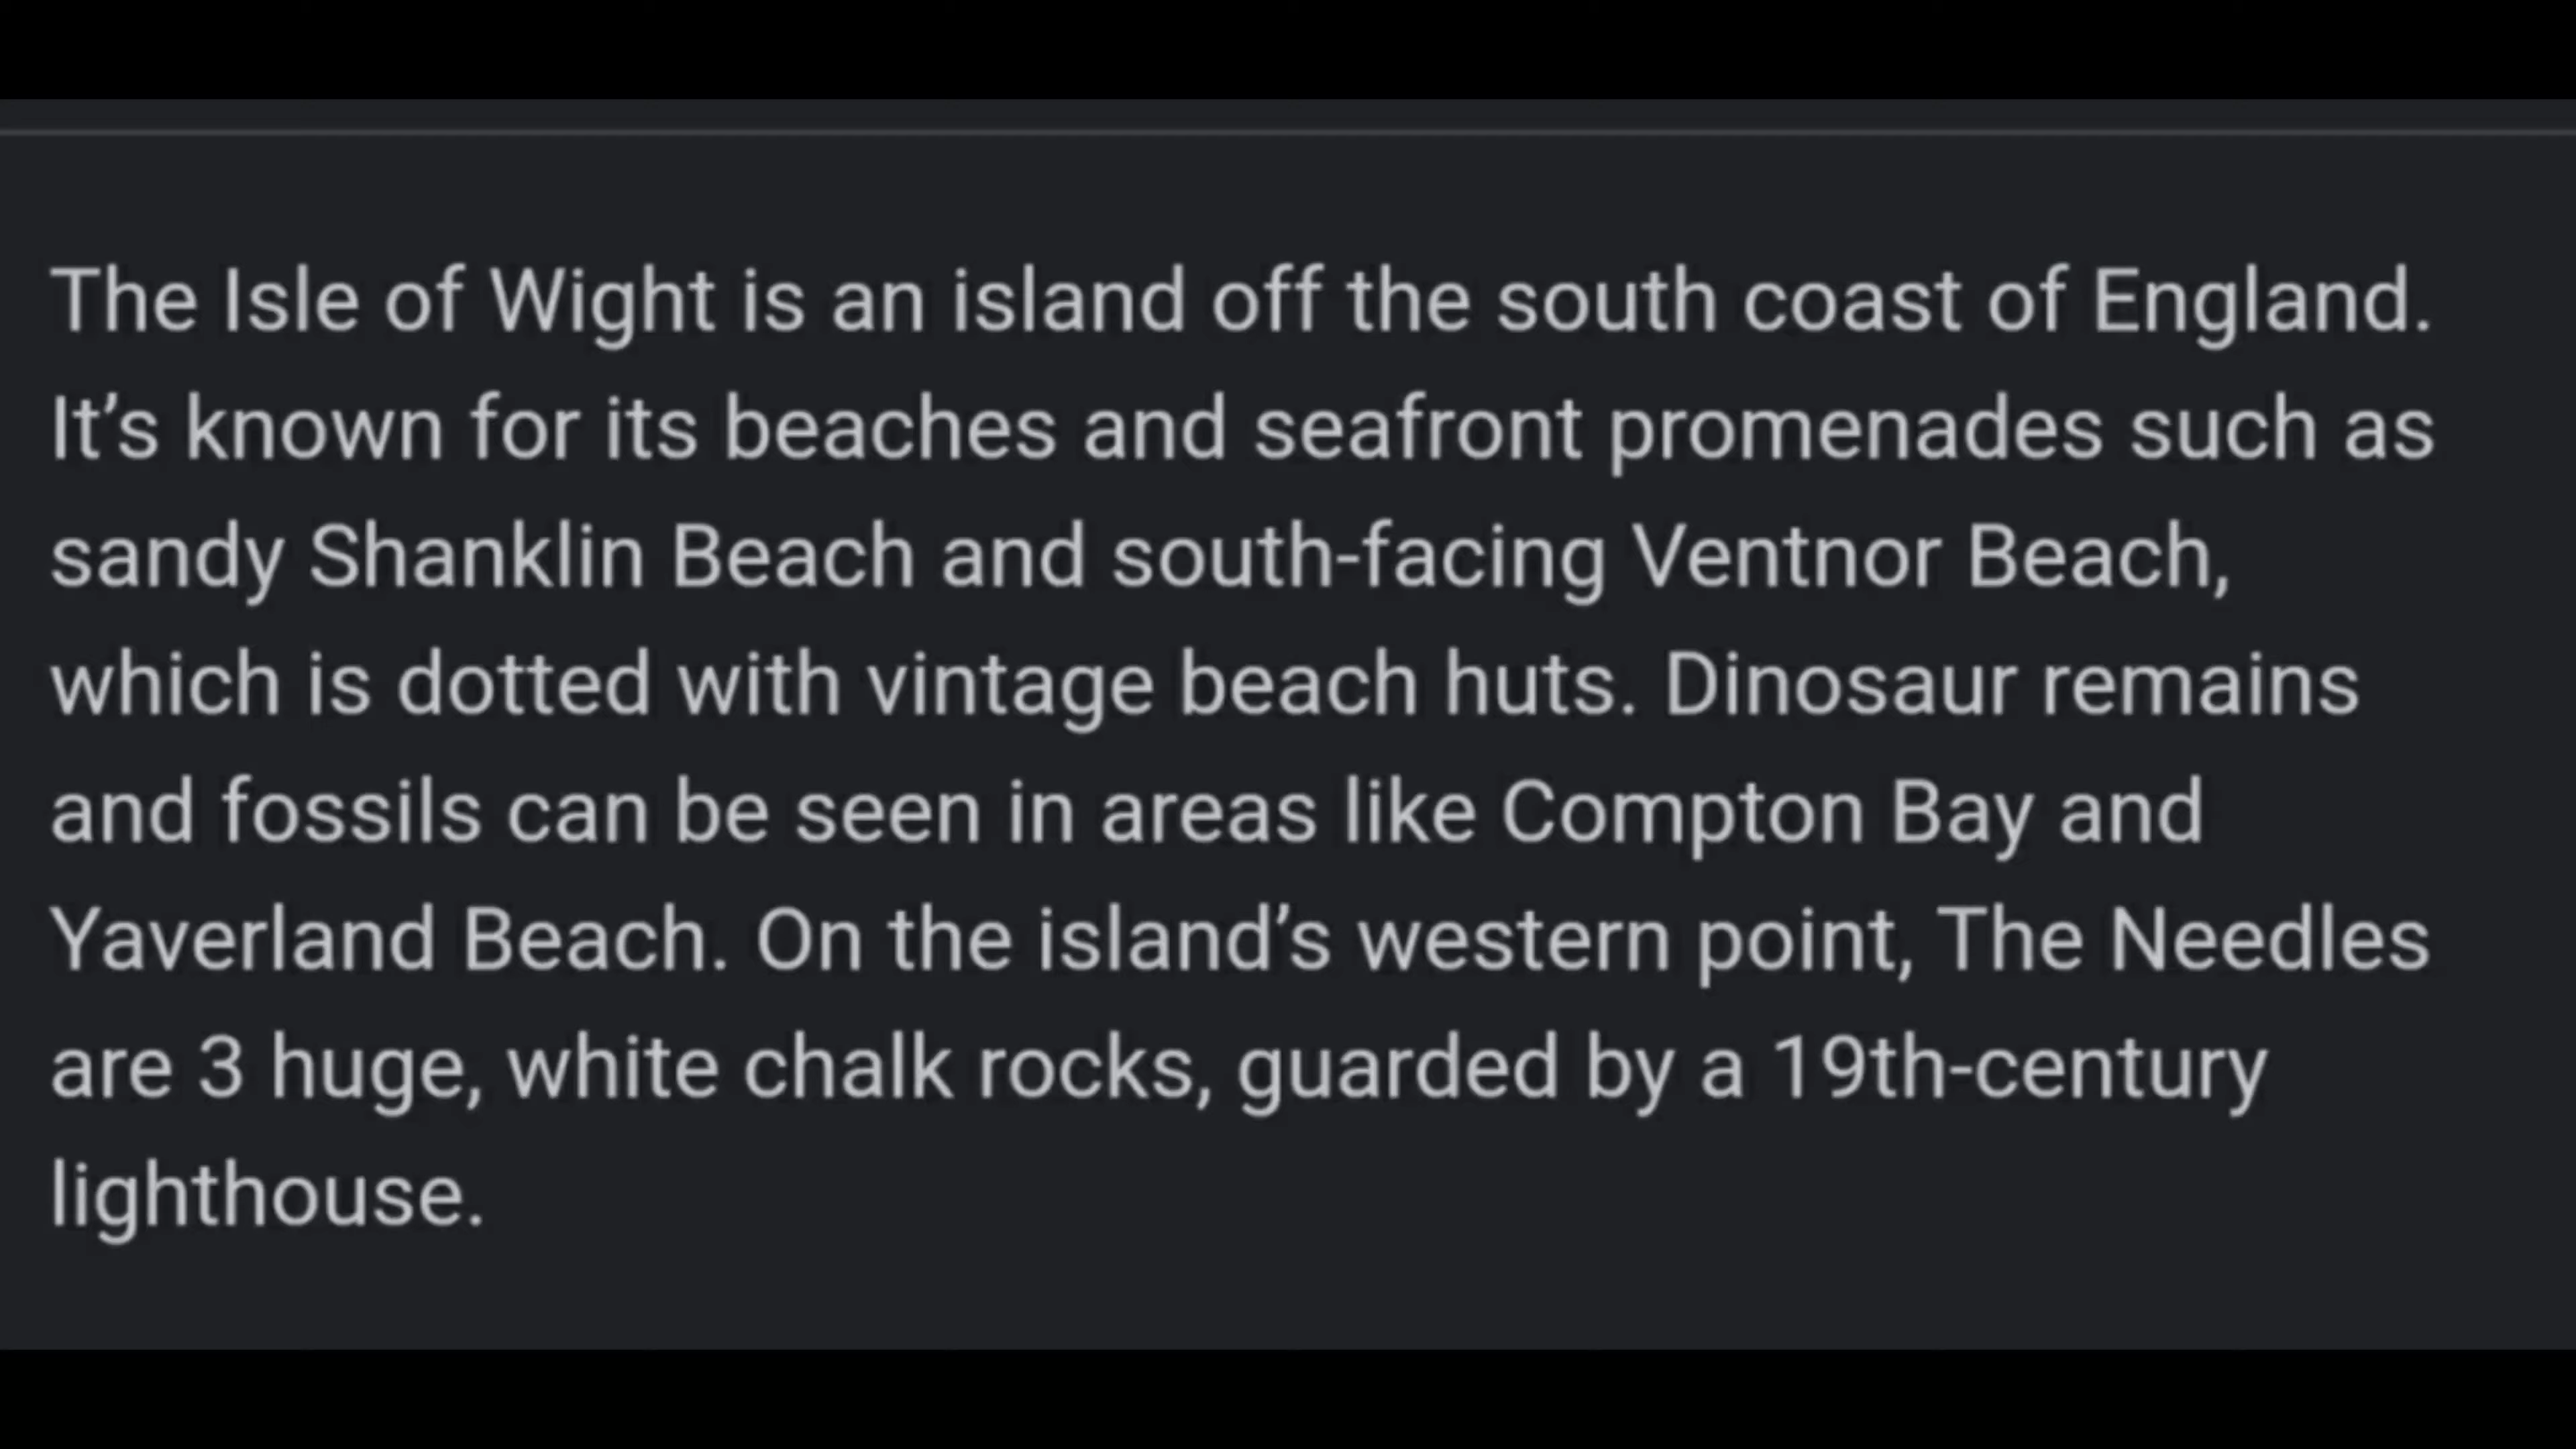 The Isle of Wight is an island off the south coast of England.
It’s known for its beaches and seafront promenades such as
sandy Shanklin Beach and south-facing Ventnor Beach,
which is dotted with vintage beach huts. Dinosaur remains
and fossils can be seen in areas like Compton Bay and
Yaverland Beach. On the island’s western point, The Needles
are 3 huge, white chalk rocks, guarded by a 19th-century
lighthouse.